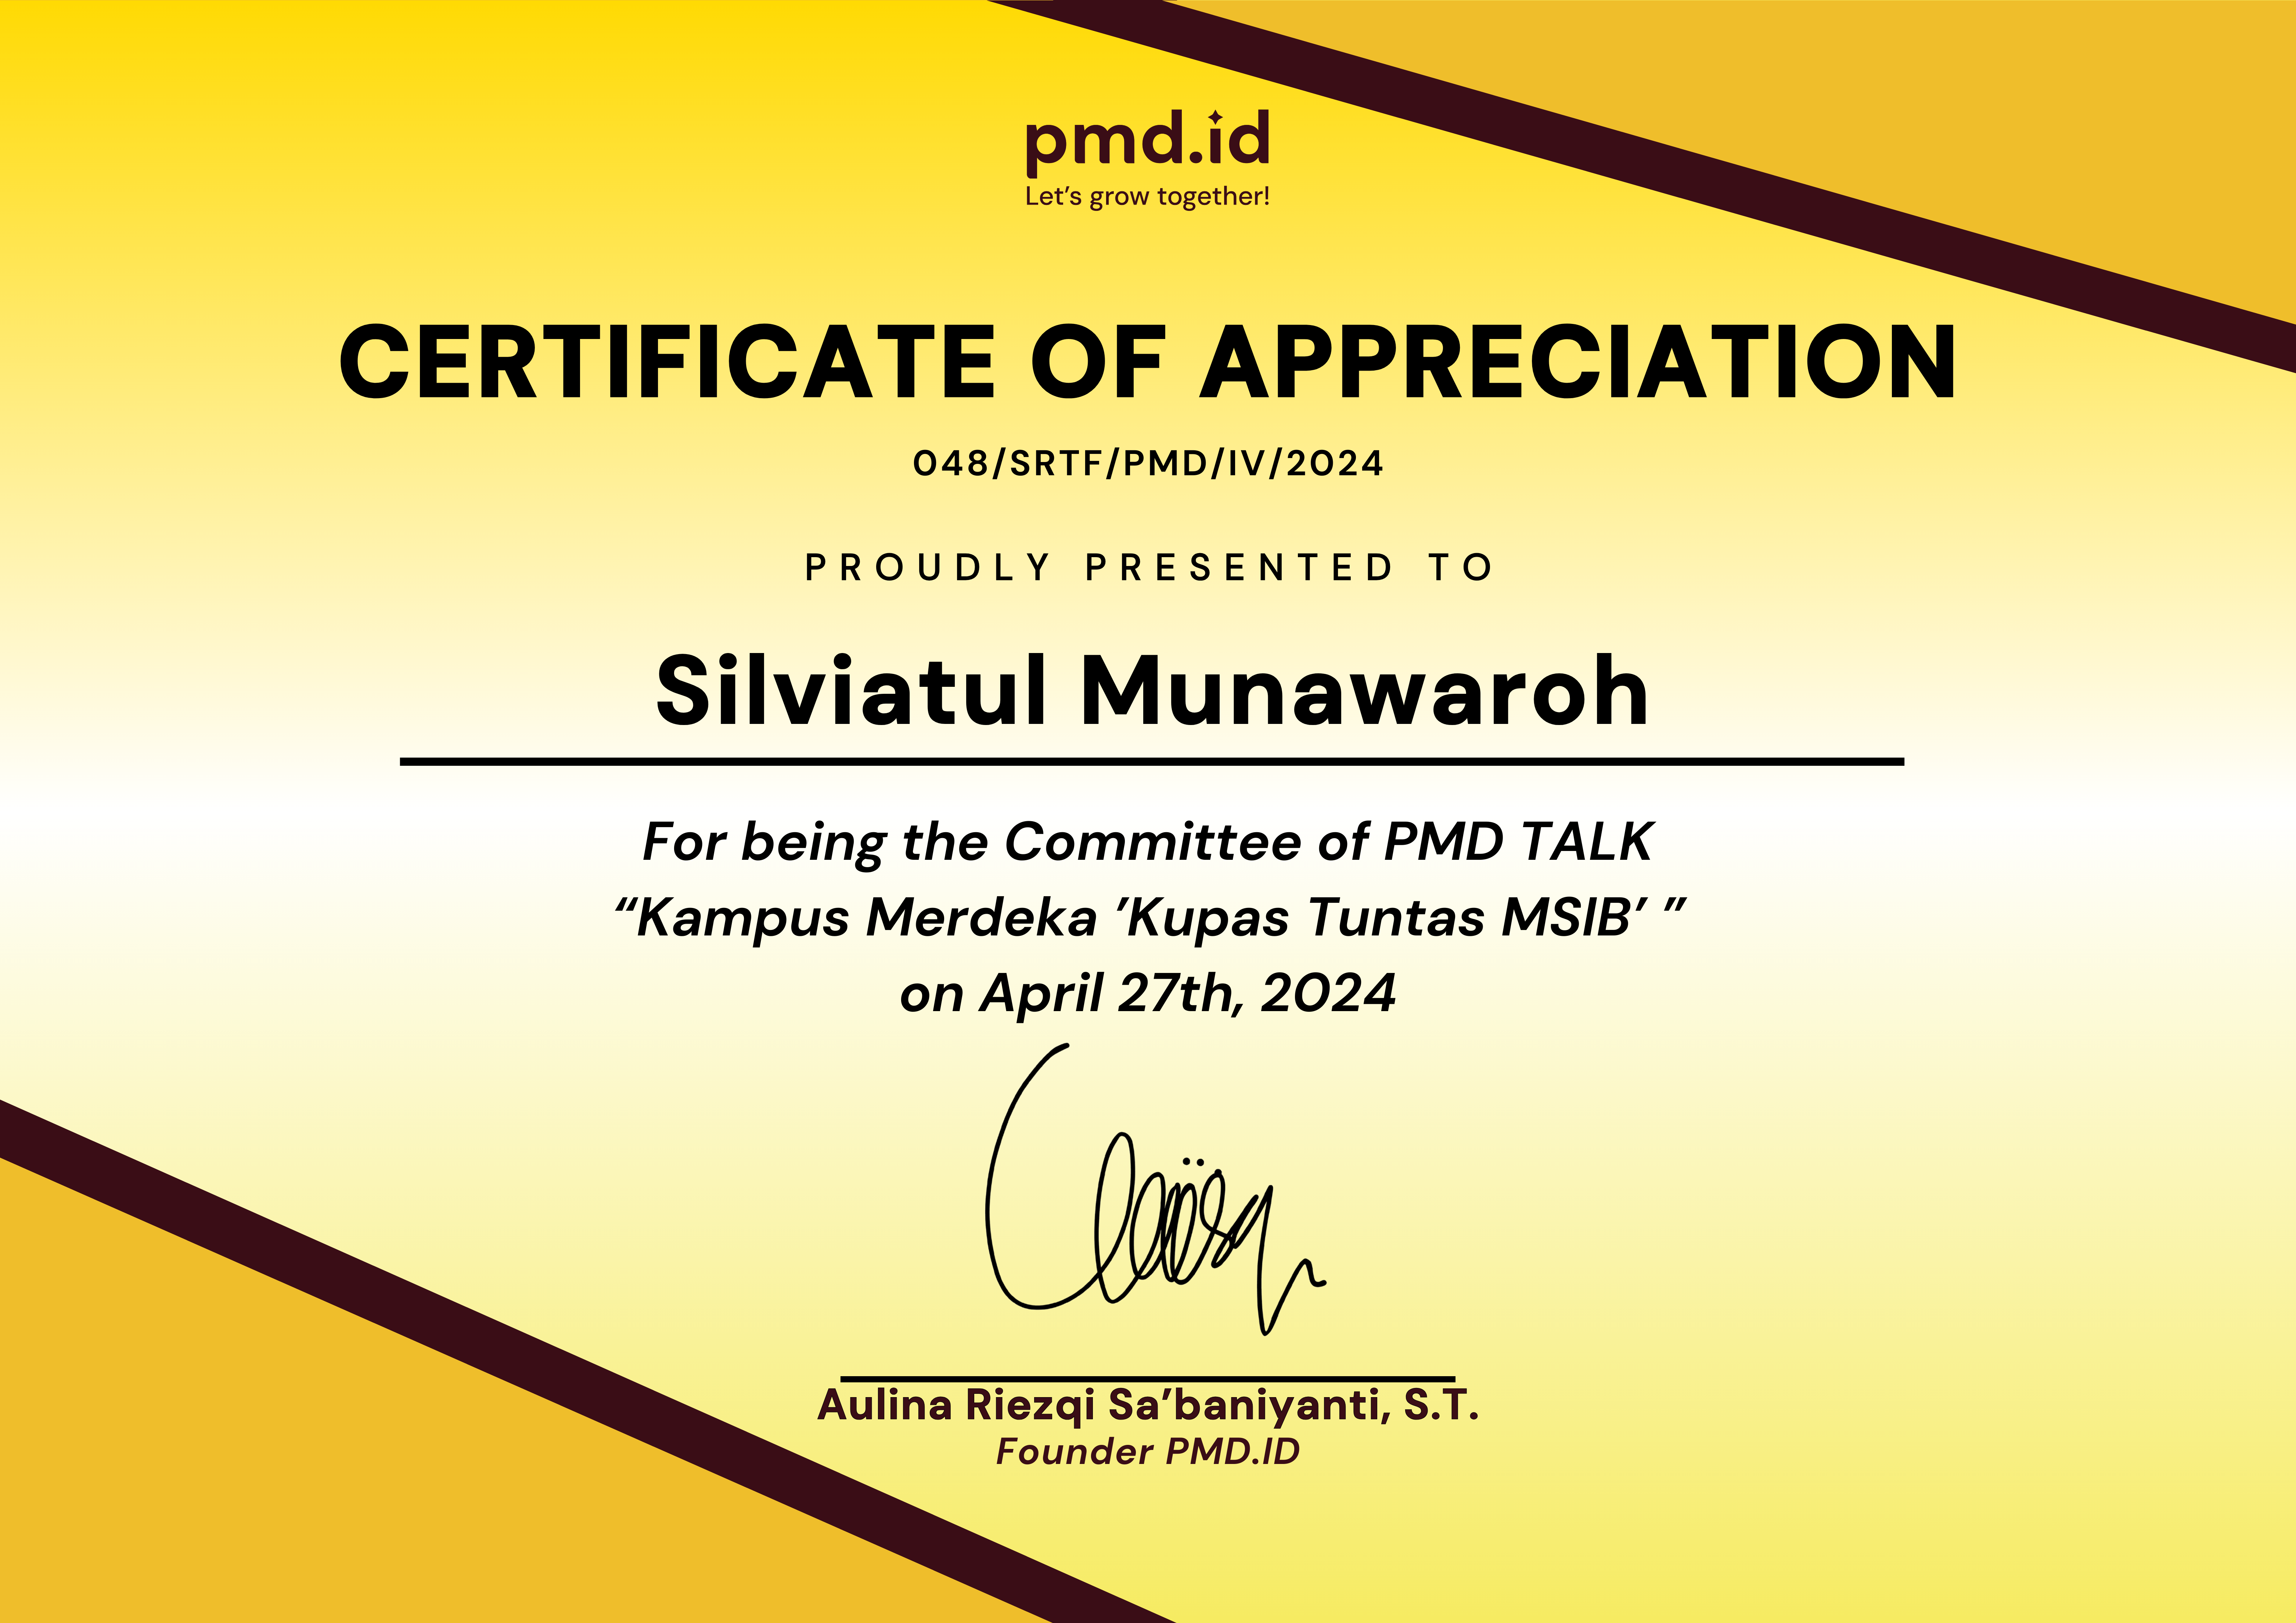 pmd.id
Let’s grow together!
CERTIFICATE OF APPRECIATION
048/SRTF/PMD/IV/2024
PROUDLY PRESENTED TO
Silviatul Munawaroh
For being the Committee of PMD TALK
“Kampus Merdeka ’Kupas Tuntas MSIB’ ”
on April 27th, 2024
Aulina Riezqi Sa’baniyanti, S.T.
Founder PMD.ID